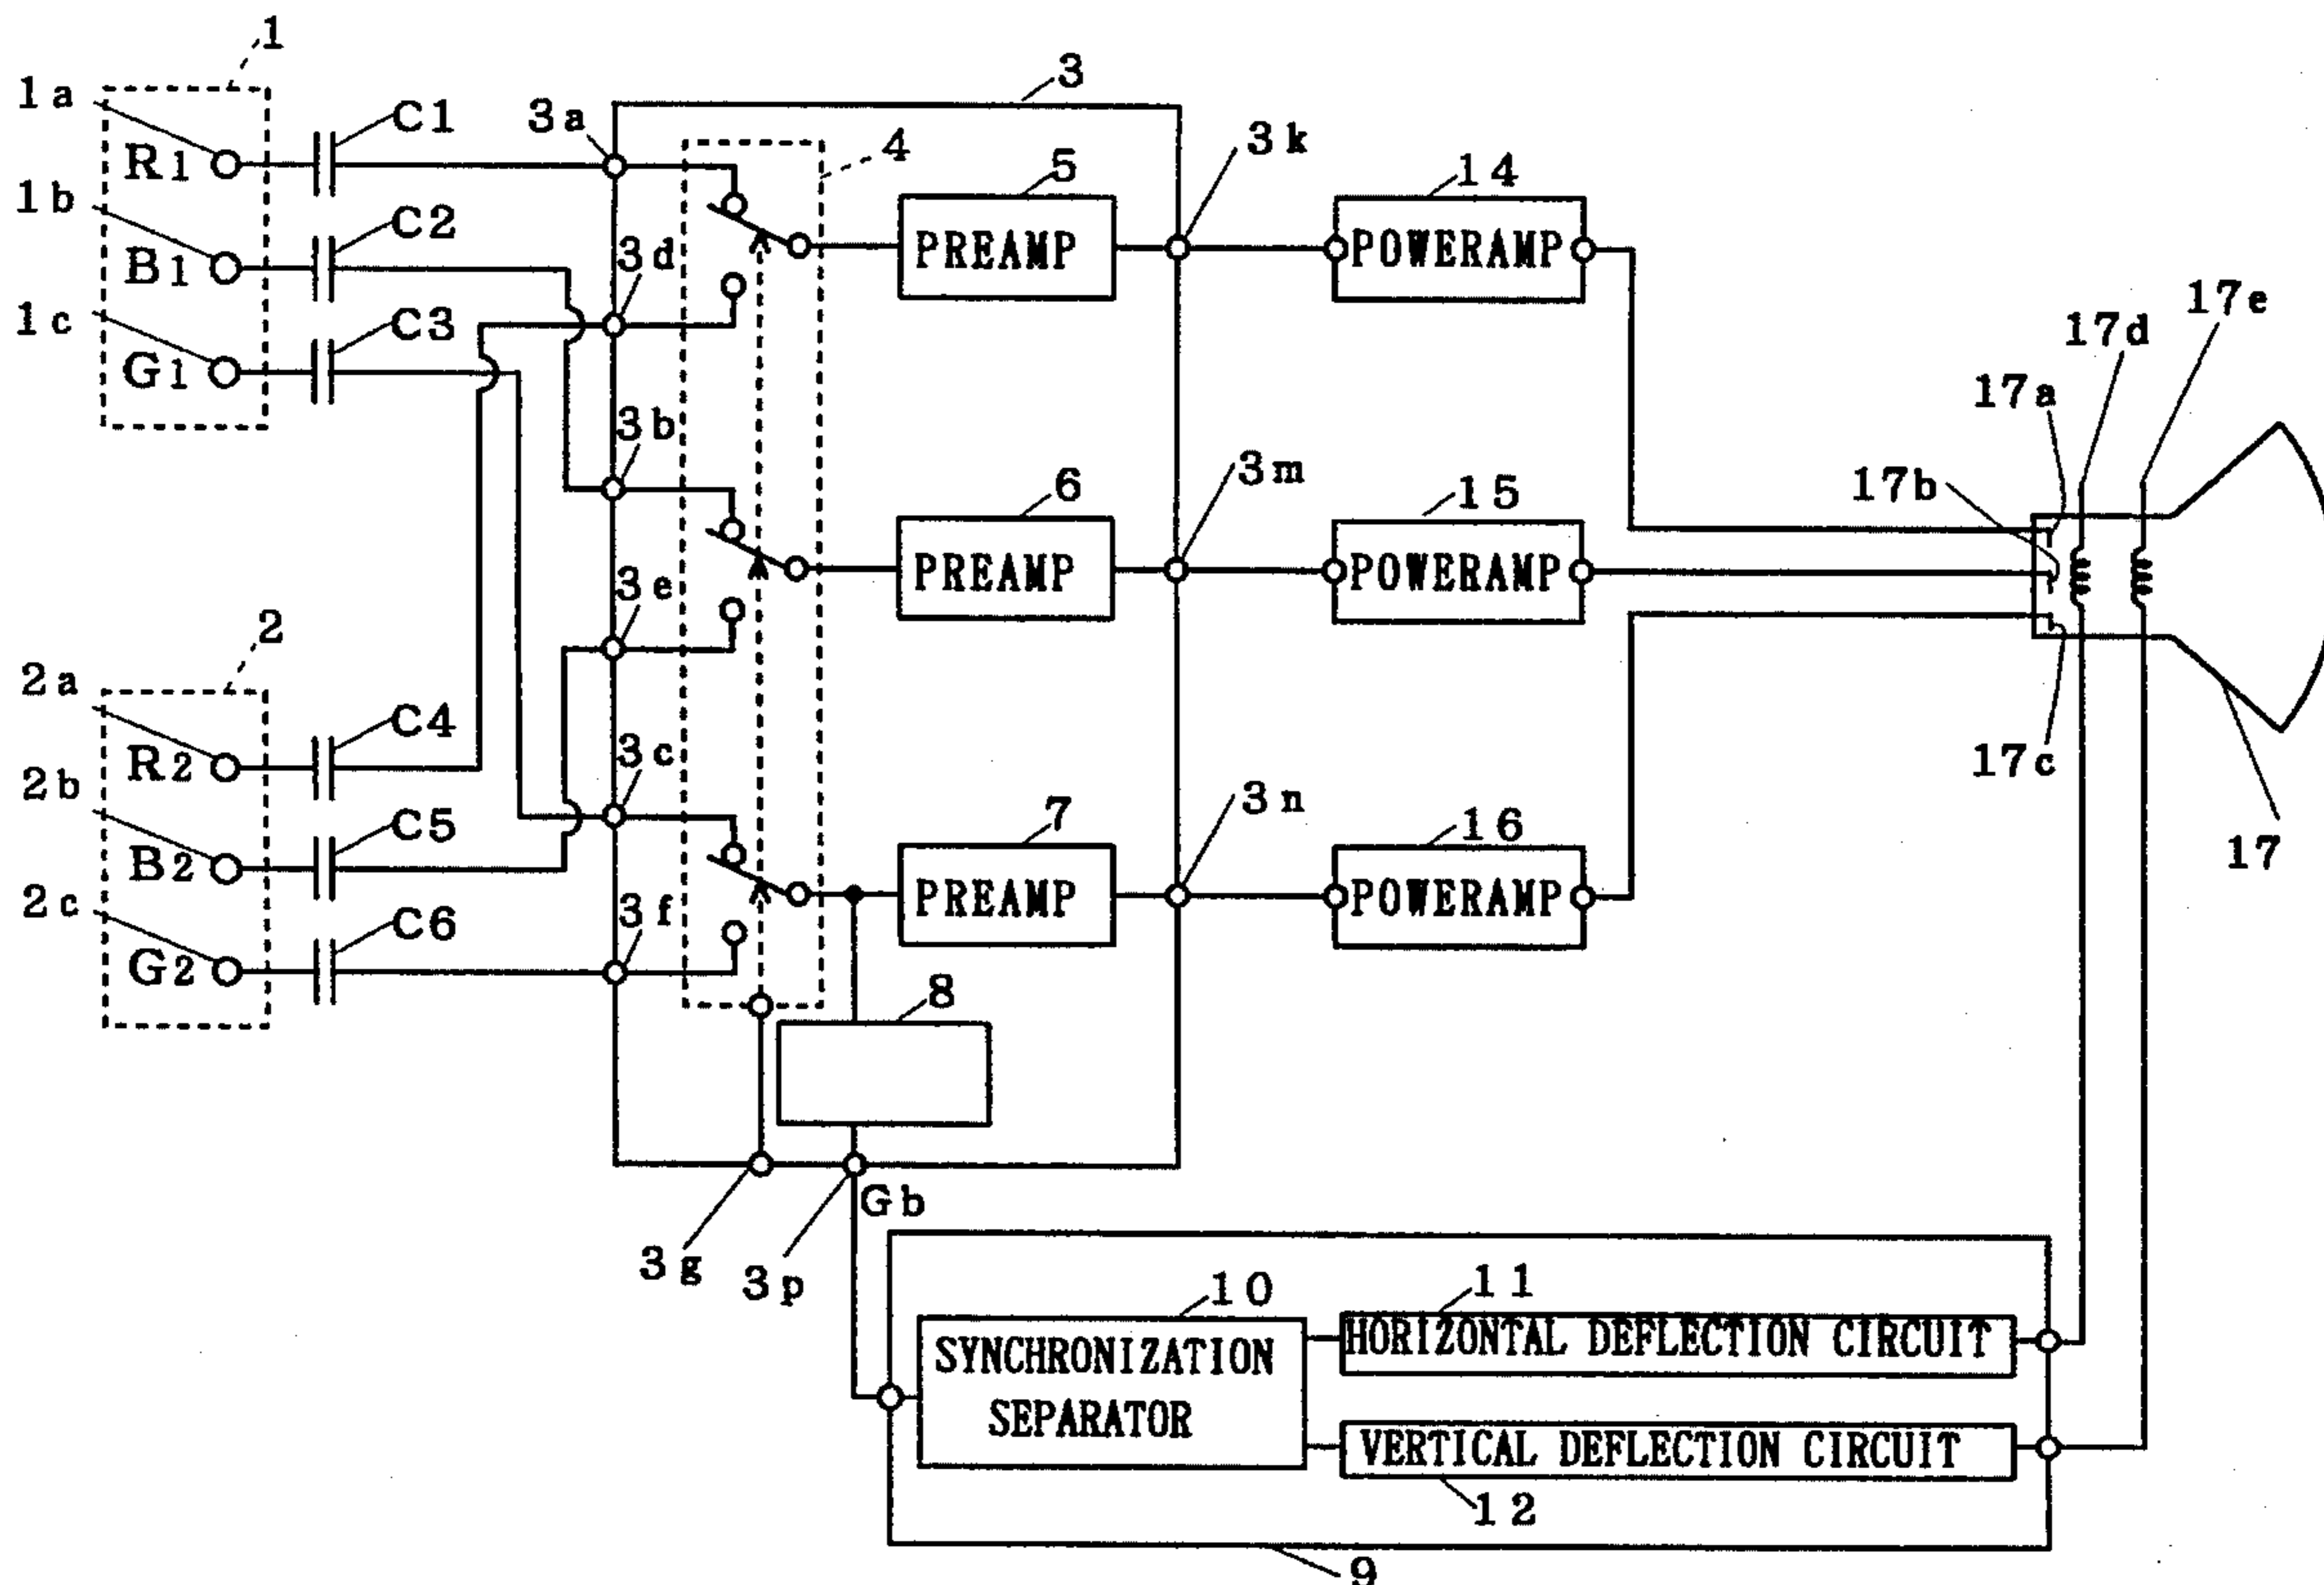 1
1a
R1
C1
3a
3
4
5
PREAMP
3k
14
POWERAMP
1b
B1
C2
3d
1c
G1
C3
17e
17d
17a
3b
6
PREAMP
3m
15
POWERAMP
17b
3e
2
2a
R2
C4
3c
17c
17
2b
B2
C5
7
PREAMP
3n
16
POWERAMP
2c
G2
C6
3f
8
Gb
3g
3p
10
SYNCHRONIZATION
SEPARATOR
11
HORIZONTAL DEFLECTION CIRCUIT
VERTICAL DEFLECTION CIRCUIT
12
9